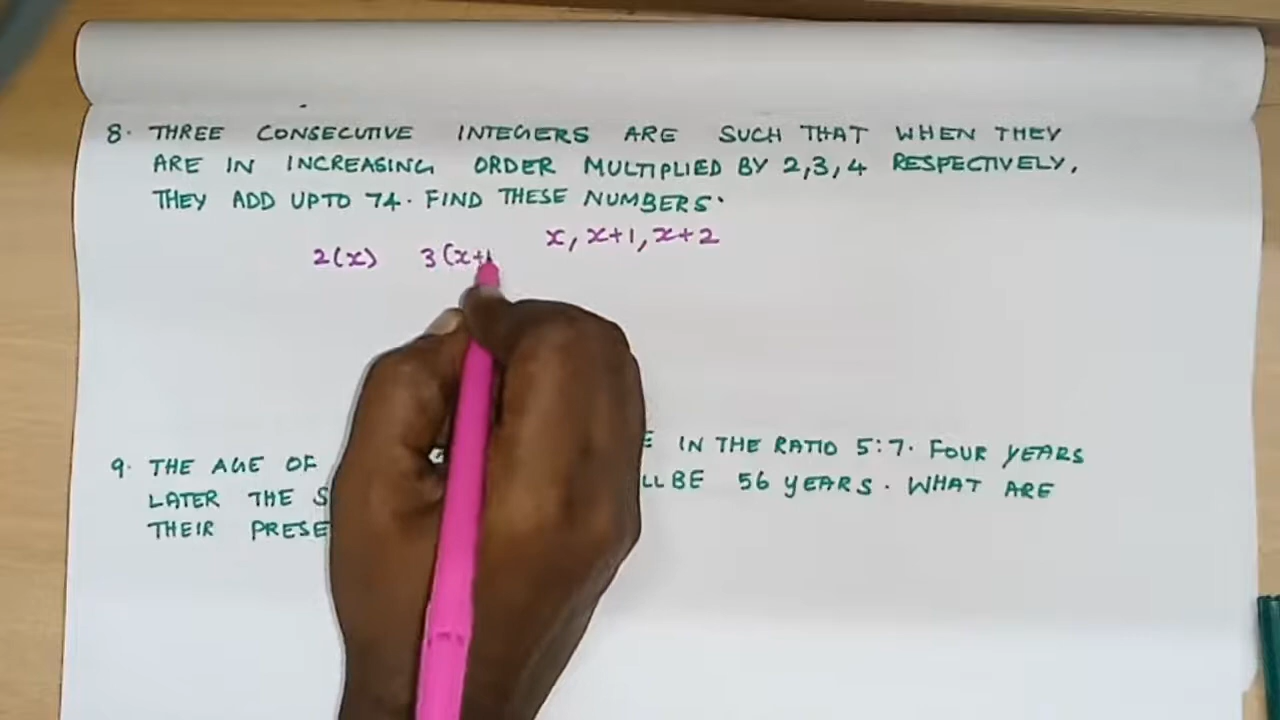 8. THREE CONSECUTIVE INTEGERS ARE SUCH THAT WHEN THEY
ARE IN INCREASING ORDER MULTIPLIED BY 2,3,4 RESPECTIVELY,
THEY ADD UPTO 74. FIND THESE NUMBERS.
x, x+1, x+2
2(x) 3(x+
9. THE AGE OF IN THE RATIO 5:7. FOUR YEARS
LATER THE BE 56 YEARS. WHAT ARE
THEIR